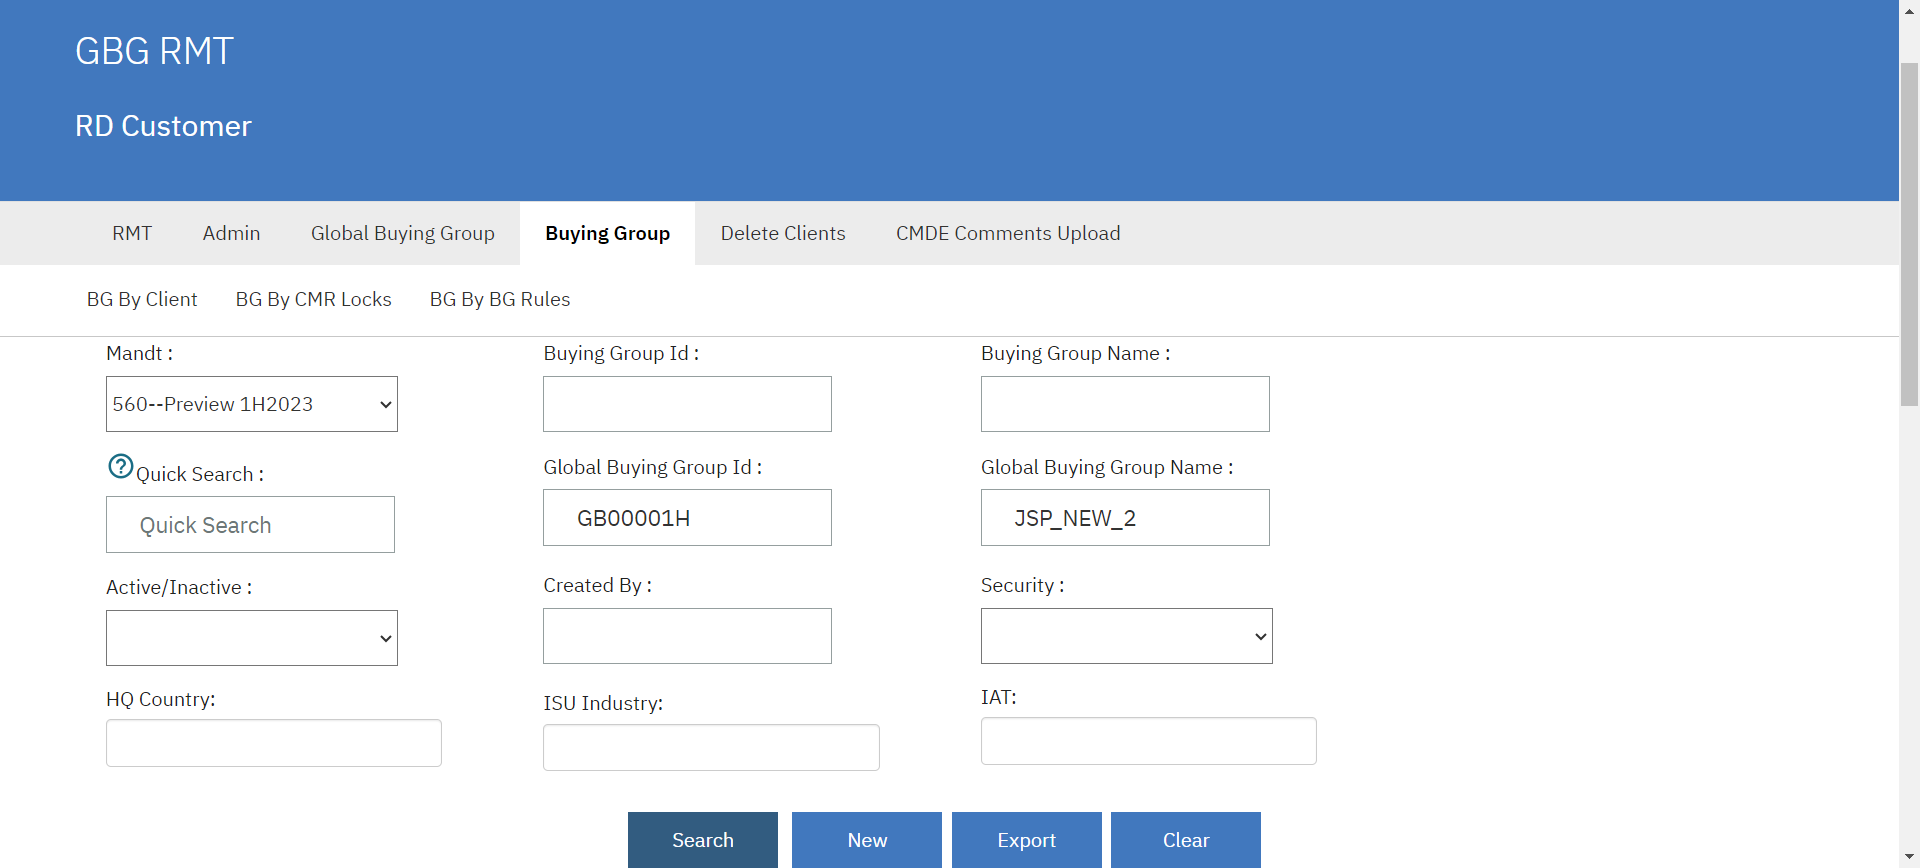 GBG RMT
RD Customer
RMT Admin Global Buying Group Buying Group Delete Clients CMDE Comments Upload
BG By Client BG By CMR Locks BG By BG Rules
Mandt : Buying Group Id : Buying Group Name :
560--Preview 1H2023
Quick Search : Global Buying Group Id : Global Buying Group Name :
Quick Search GB00001H JSP_NEW_2
Active/Inactive : Created By : Security :
HQ Country: ISU Industry: IAT:
Search New Export Clear